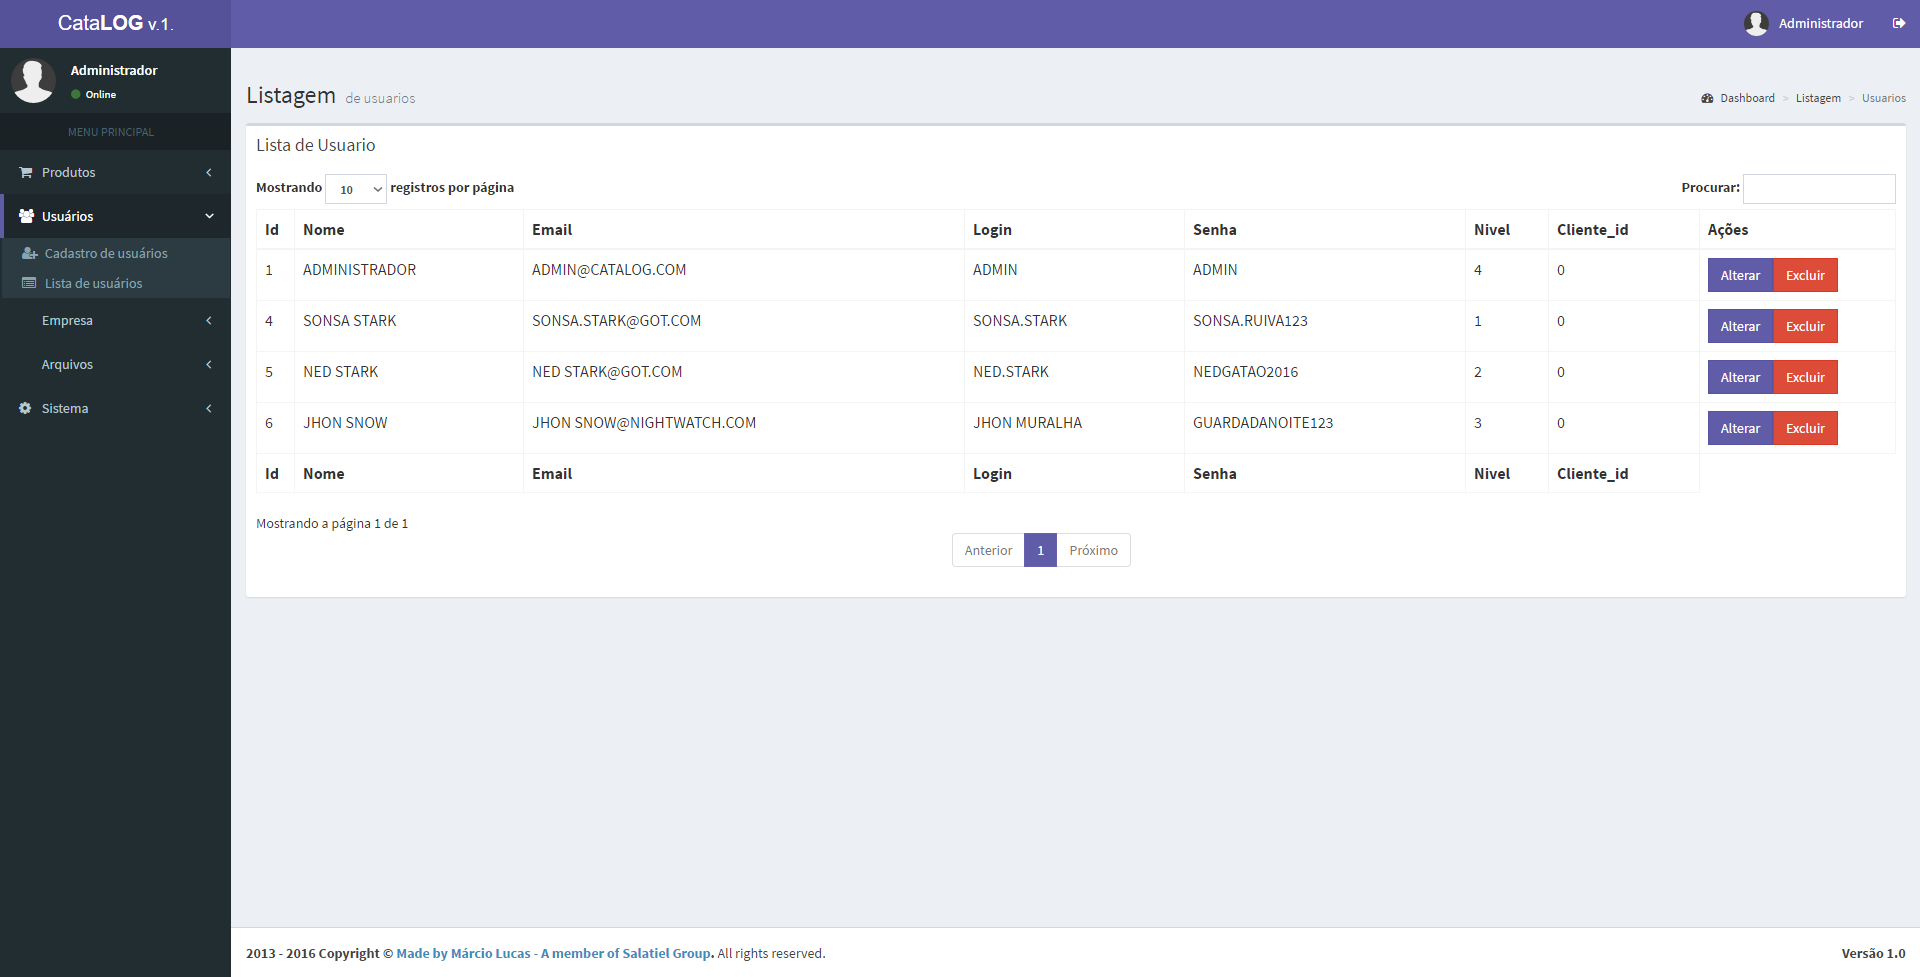 CataLOG v.1.
Administrador
Administrador
Online
MENU PRINCIPAL
Produtos
Usuários
Cadastro de usuários
Lista de usuários
Empresa
Arquivos
Sistema
Listagem de usuarios
Dashboard > Listagem > Usuarios
Lista de Usuario
Mostrando 10 registros por página
Procurar:
Id Nome Email Login Senha Nivel Cliente_id Ações
1 ADMINISTRADOR ADMIN@CATALOG.COM ADMIN ADMIN 4 0 Alterar Excluir
4 SONSA STARK SONSA.STARK@GOT.COM SONSA.STARK SONSA.RUIVA123 1 0 Alterar Excluir
5 NED STARK NED STARK@GOT.COM NED.STARK NEDGATAO2016 2 0 Alterar Excluir
6 JHON SNOW JHON SNOW@NIGHTWATCH.COM JHON MURALHA GUARDADANOITE123 3 0 Alterar Excluir
Id Nome Email Login Senha Nivel Cliente_id
Mostrando a página 1 de 1
Anterior 1 Próximo
2013 - 2016 Copyright © Made by Márcio Lucas - A member of Salatiel Group. All rights reserved.
Versão 1.0